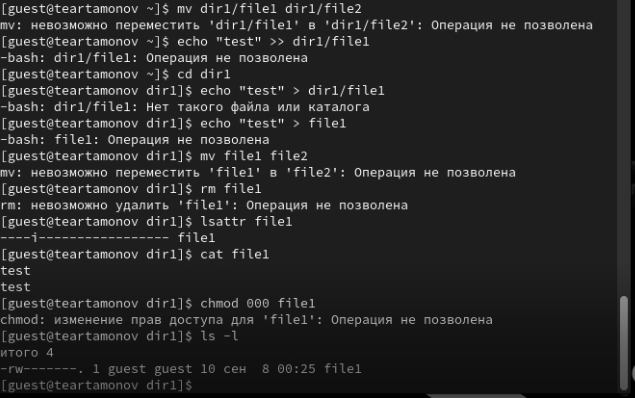 [guest@teartamonov ~]$ mv dir1/file1 dir1/file2
mv: невозможно переместить 'dir1/file1' в 'dir1/file2': Операция не позволена
[guest@teartamonov ~]$ echo "test" >> dir1/file1
-bash: dir1/file1: Операция не позволена
[guest@teartamonov ~]$ cd dir1
[guest@teartamonov dir1]$ echo "test" > dir1/file1
-bash: dir1/file1: Нет такого файла или каталога
[guest@teartamonov dir1]$ echo "test" > file1
-bash: file1: Операция не позволена
[guest@teartamonov dir1]$ mv file1 file2
mv: невозможно переместить 'file1' в 'file2': Операция не позволена
[guest@teartamonov dir1]$ rm file1
rm: невозможно удалить 'file1': Операция не позволена
[guest@teartamonov dir1]$ lsattr file1
----i----------------- file1
[guest@teartamonov dir1]$ cat file1
test
test
[guest@teartamonov dir1]$ chmod 000 file1
chmod: изменение прав доступа для 'file1': Операция не позволена
[guest@teartamonov dir1]$ ls -l
итого 4
-rw-------. 1 guest guest 10 сен  8 00:25 file1
[guest@teartamonov dir1]$